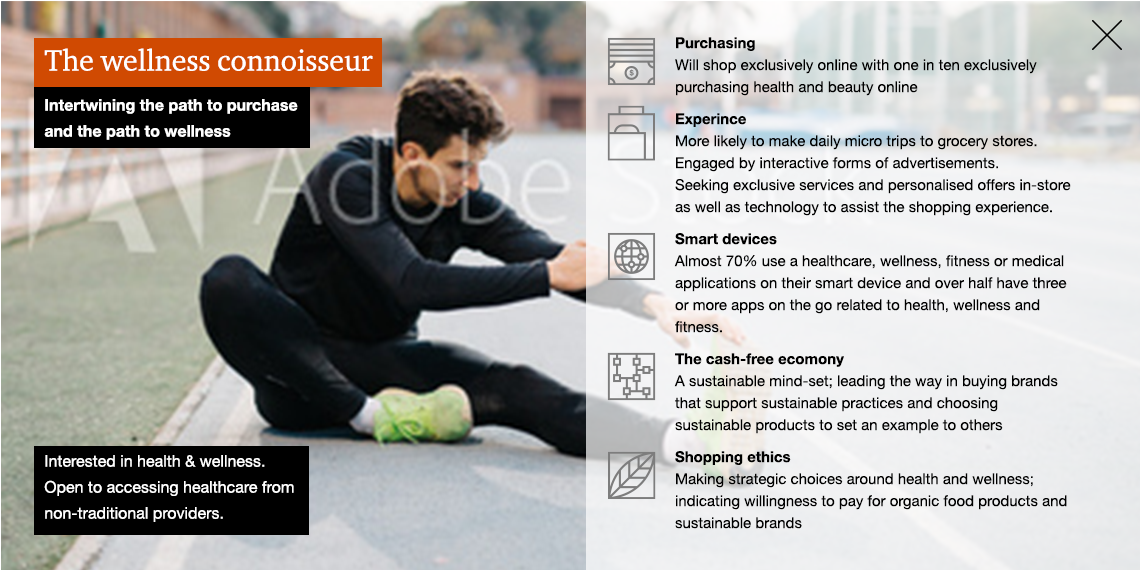 The wellness connoisseur
Intertwining the path to purchase
and the path to wellness
Adobe S
Interested in health & wellness.
Open to accessing healthcare from
non-traditional providers.
Purchasing
Will shop exclusively online with one in ten exclusively
purchasing health and beauty online
Experince
More likely to make daily micro trips to grocery stores.
Engaged by interactive forms of advertisements.
Seeking exclusive services and personalised offers in-store
as well as technology to assist the shopping experience.
Smart devices
Almost 70% use a healthcare, wellness, fitness or medical
applications on their smart device and over half have three
or more apps on the go related to health, wellness and
fitness.
The cash-free ecomony
A sustainable mind-set; leading the way in buying brands
that support sustainable practices and choosing
sustainable products to set an example to others
Shopping ethics
Making strategic choices around health and wellness;
indicating willingness to pay for organic food products and
sustainable brands